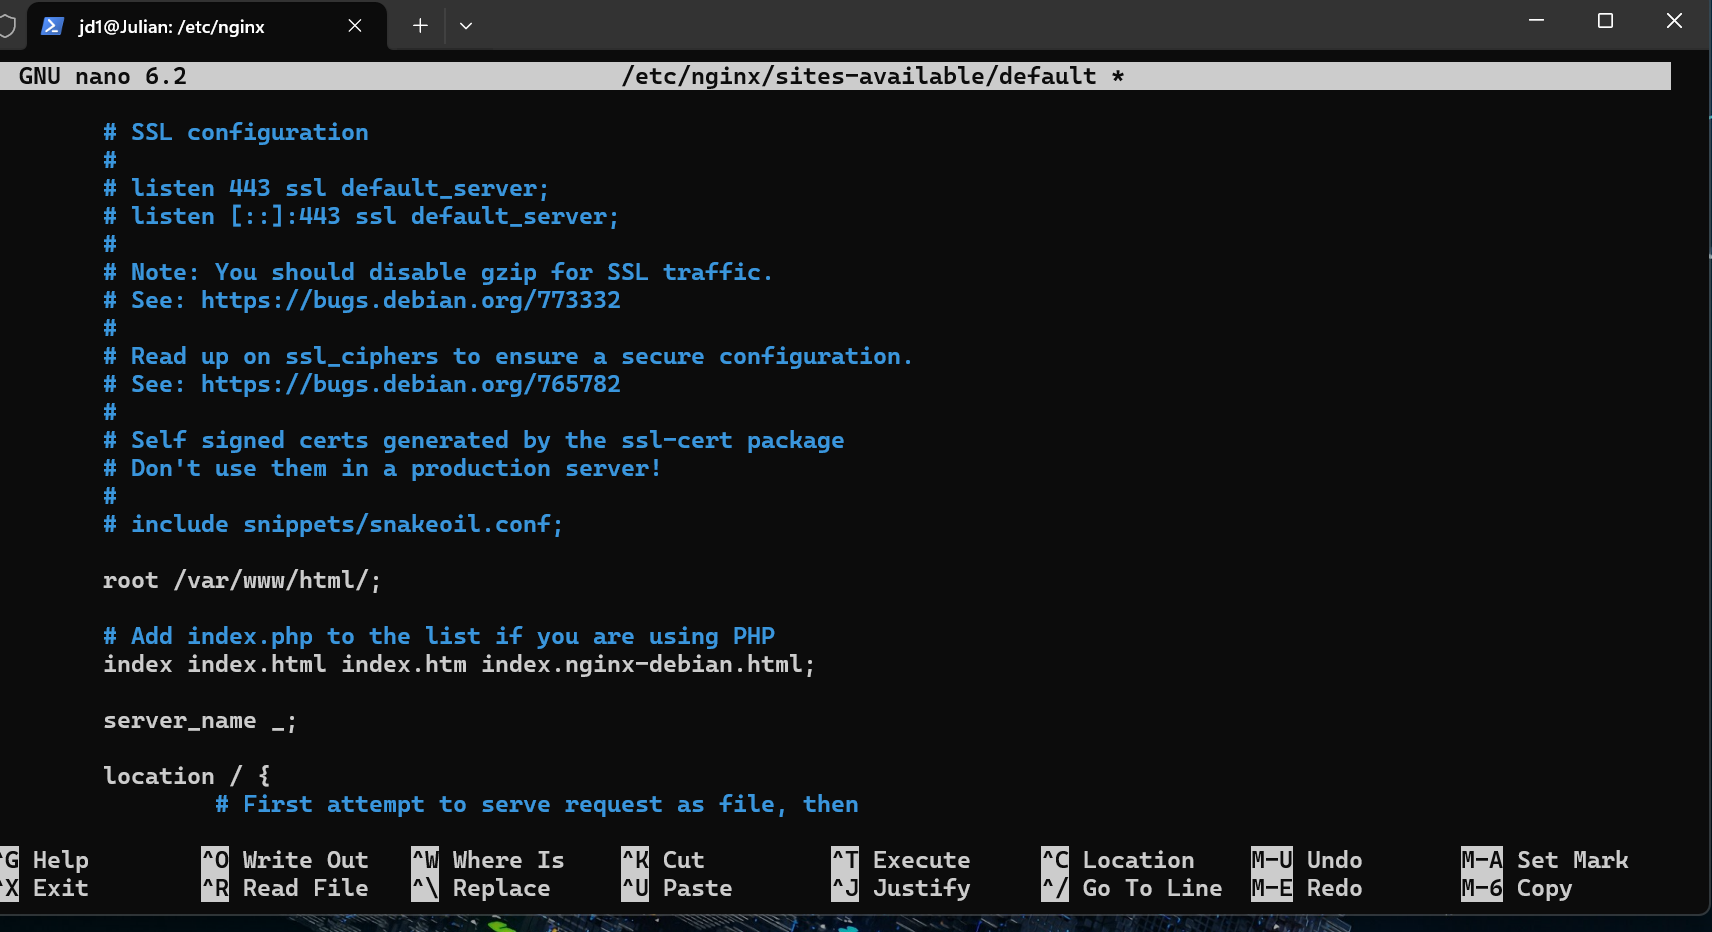 jd1@Julian: /etc/nginx
GNU nano 6.2 /etc/nginx/sites-available/default *
# SSL configuration
#
# listen 443 ssl default_server;
# listen [::]:443 ssl default_server;
#
# Note: You should disable gzip for SSL traffic.
# See: https://bugs.debian.org/773332
#
# Read up on ssl_ciphers to ensure a secure configuration.
# See: https://bugs.debian.org/765782
#
# Self signed certs generated by the ssl-cert package
# Don't use them in a production server!
#
# include snippets/snakeoil.conf;
root /var/www/html/;
# Add index.php to the list if you are using PHP
index index.html index.htm index.nginx-debian.html;
server_name _;
location / {
# First attempt to serve request as file, then
^G Help ^O Write Out ^W Where Is ^K Cut ^T Execute ^C Location M-U Undo M-A Set Mark
^X Exit ^R Read File ^\ Replace ^U Paste ^J Justify ^/ Go To Line M-E Redo M-6 Copy